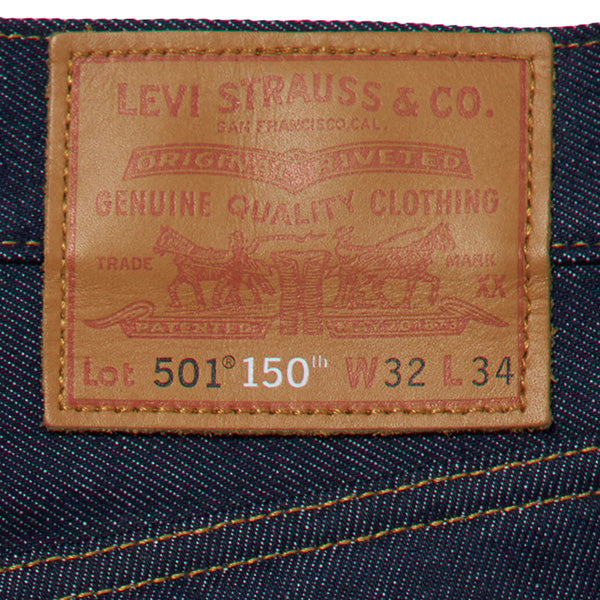 LEVI STRAUSS & CO.
SAN FRANCISCO, CAL.
ORIGINAL RIVETED
GENUINE QUALITY CLOTHING
TRADE MARK
XX
PATENTED
Lot 501® 150th W32 L34